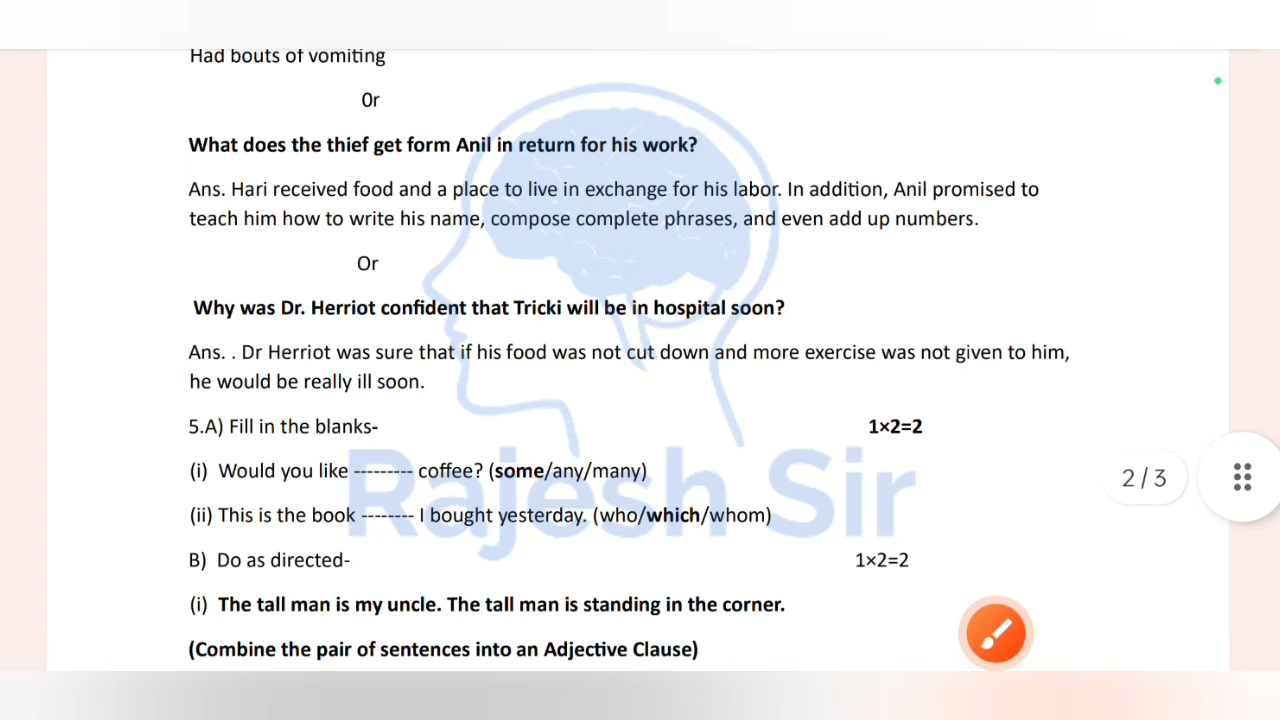 Had bouts of vomiting
Or
What does the thief get form Anil in return for his work?
Ans. Hari received food and a place to live in exchange for his labor. In addition, Anil promised to
teach him how to write his name, compose complete phrases, and even add up numbers.
Or
Why was Dr. Herriot confident that Tricki will be in hospital soon?
Ans. . Dr Herriot was sure that if his food was not cut down and more exercise was not given to him,
he would be really ill soon.
5.A) Fill in the blanks- 1×2=2
(i) Would you like --------- coffee? (some/any/many)
(ii) This is the book -------- I bought yesterday. (who/which/whom)
B) Do as directed- 1×2=2
(i) The tall man is my uncle. The tall man is standing in the corner.
(Combine the pair of sentences into an Adjective Clause)
Rajesh Sir
2 / 3